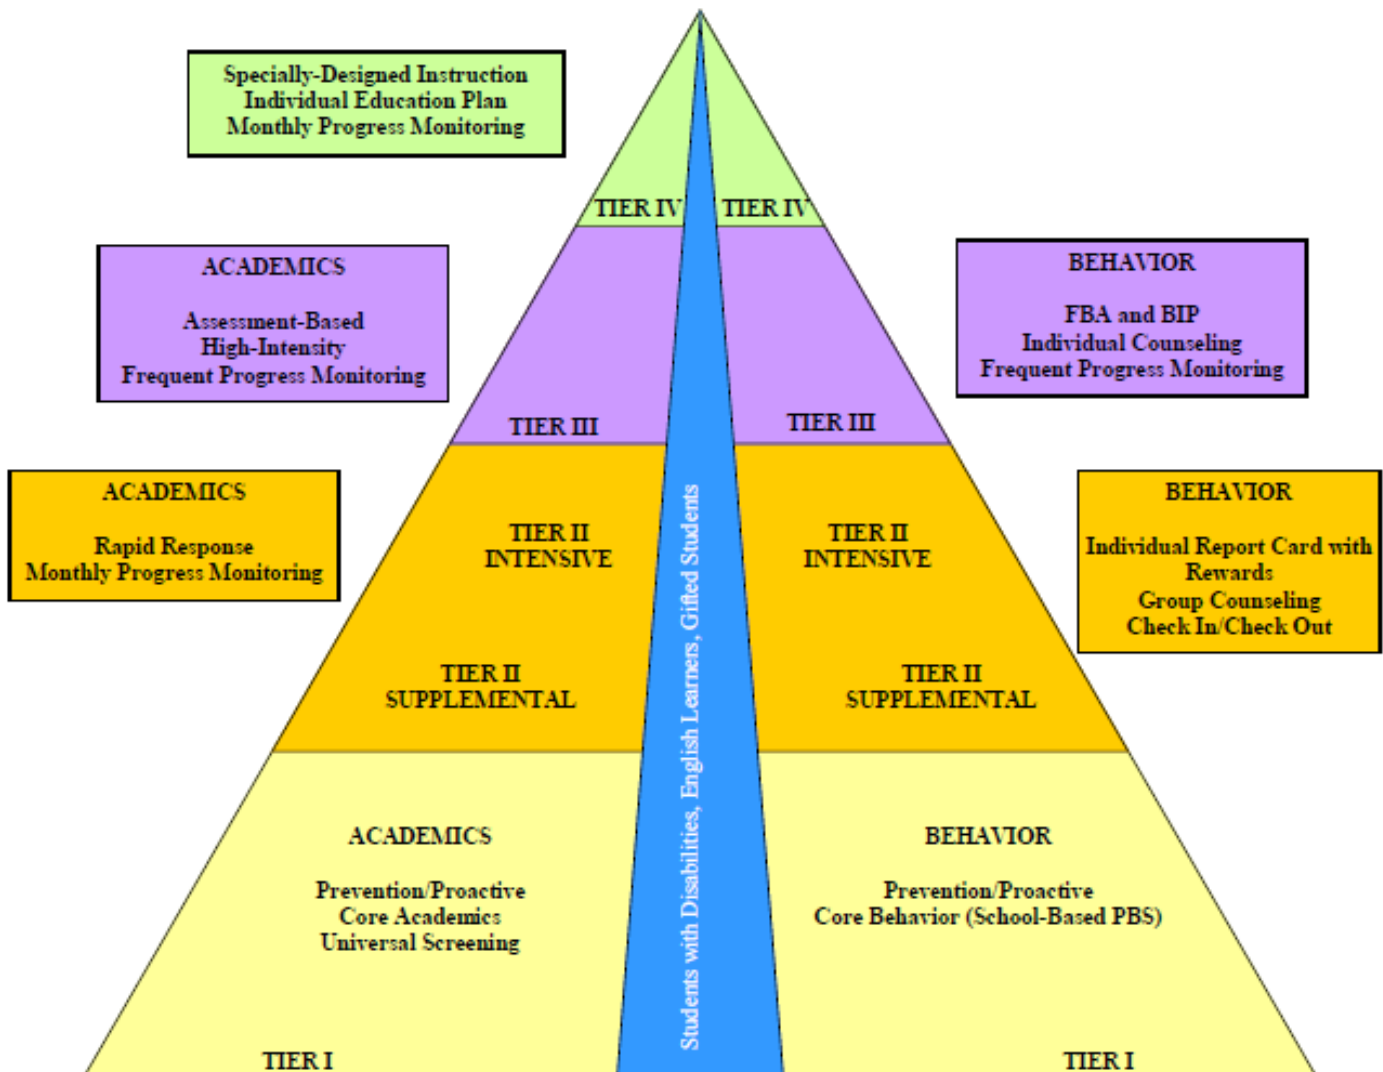 Specially-Designed Instruction
Individual Education Plan
Monthly Progress Monitoring
TIER IV
TIER IV
ACADEMICS
Assessment-Based
High-Intensity
Frequent Progress Monitoring
BEHAVIOR
FBA and BIP
Individual Counseling
Frequent Progress Monitoring
TIER III
TIER III
ACADEMICS
Rapid Response
Monthly Progress Monitoring
TIER II
INTENSIVE
TIER II
INTENSIVE
BEHAVIOR
Individual Report Card with
Rewards
Group Counseling
Check In/Check Out
TIER II
SUPPLEMENTAL
TIER II
SUPPLEMENTAL
Students with Disabilities, English Learners, Gifted Students
ACADEMICS
Prevention/Proactive
Core Academics
Universal Screening
BEHAVIOR
Prevention/Proactive
Core Behavior (School-Based PBS)
TIER I
TIER I